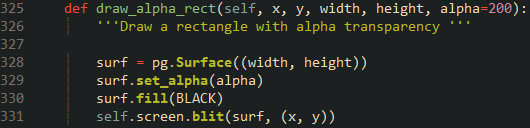 325 def draw_alpha_rect(self, x, y, width, height, alpha=200):
326 '''Draw a rectangle with alpha transparency '''
327
328 surf = pg.Surface((width, height))
329 surf.set_alpha(alpha)
330 surf.fill(BLACK)
331 self.screen.blit(surf, (x, y))